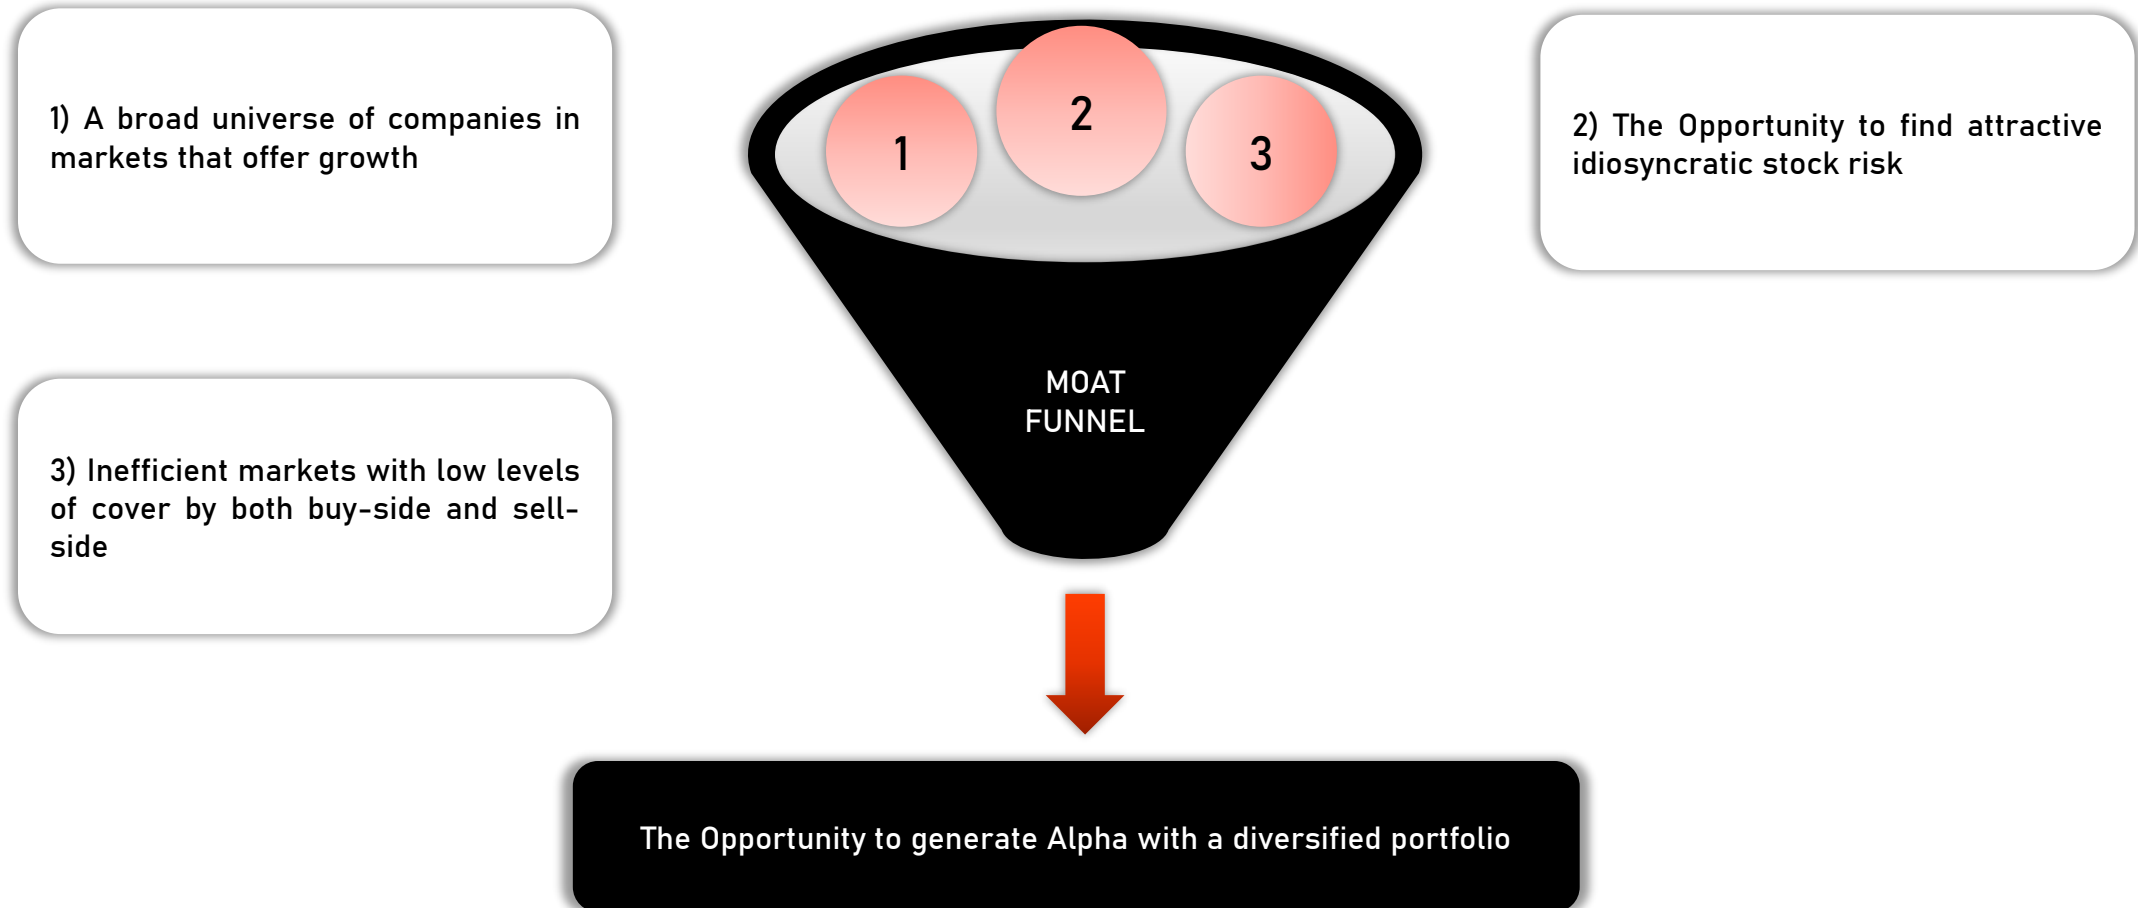 1) A broad universe of companies in
markets that offer growth
1
2
3
2) The Opportunity to find attractive
idiosyncratic stock risk
MOAT
FUNNEL
3) Inefficient markets with low levels
of cover by both buy-side and sell-
side
The Opportunity to generate Alpha with a diversified portfolio